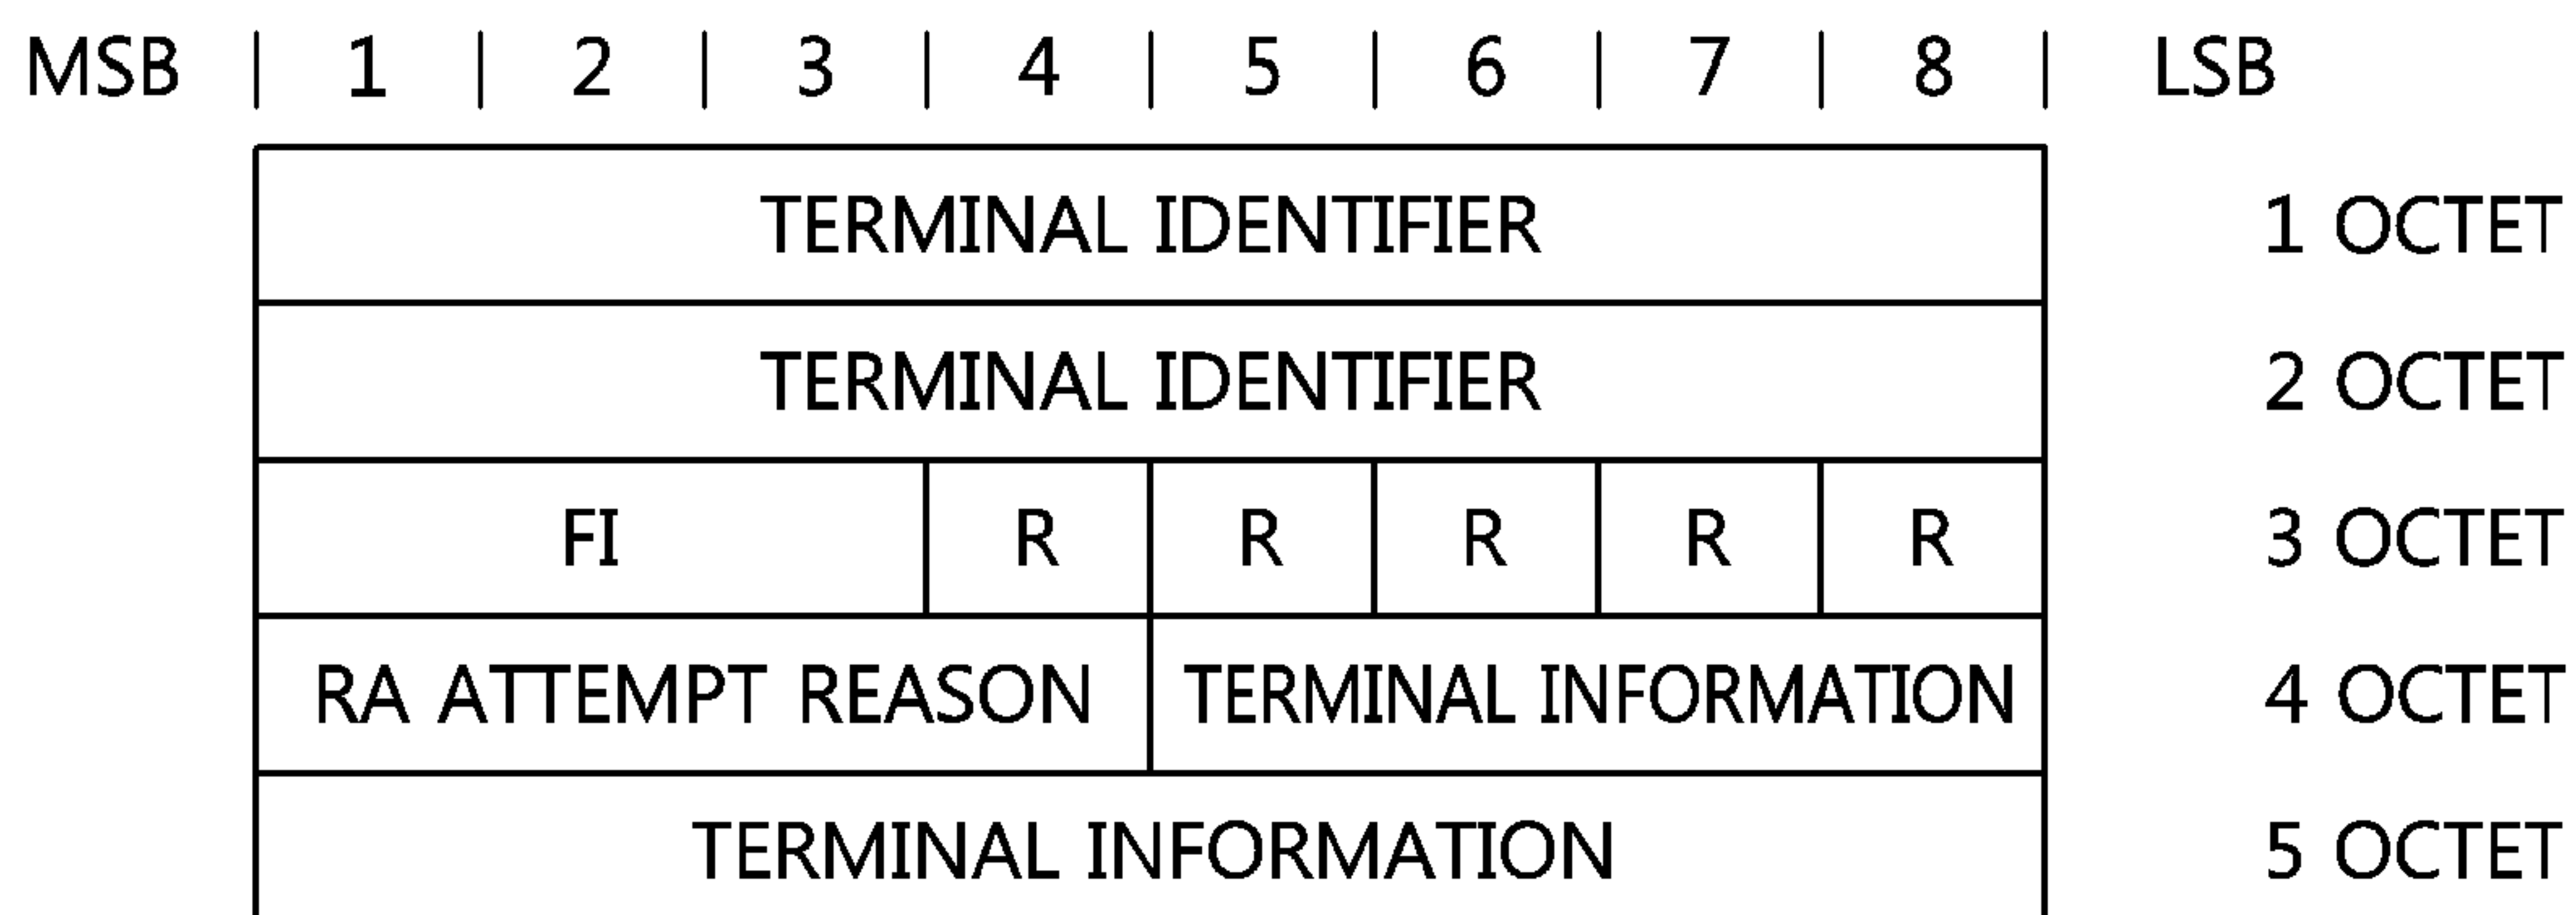 MSB | 1 | 2 | 3 | 4 | 5 | 6 | 7 | 8 | LSB
TERMINAL IDENTIFIER 1 OCTET
TERMINAL IDENTIFIER 2 OCTET
FI R R R R R 3 OCTET
RA ATTEMPT REASON TERMINAL INFORMATION 4 OCTET
TERMINAL INFORMATION 5 OCTET